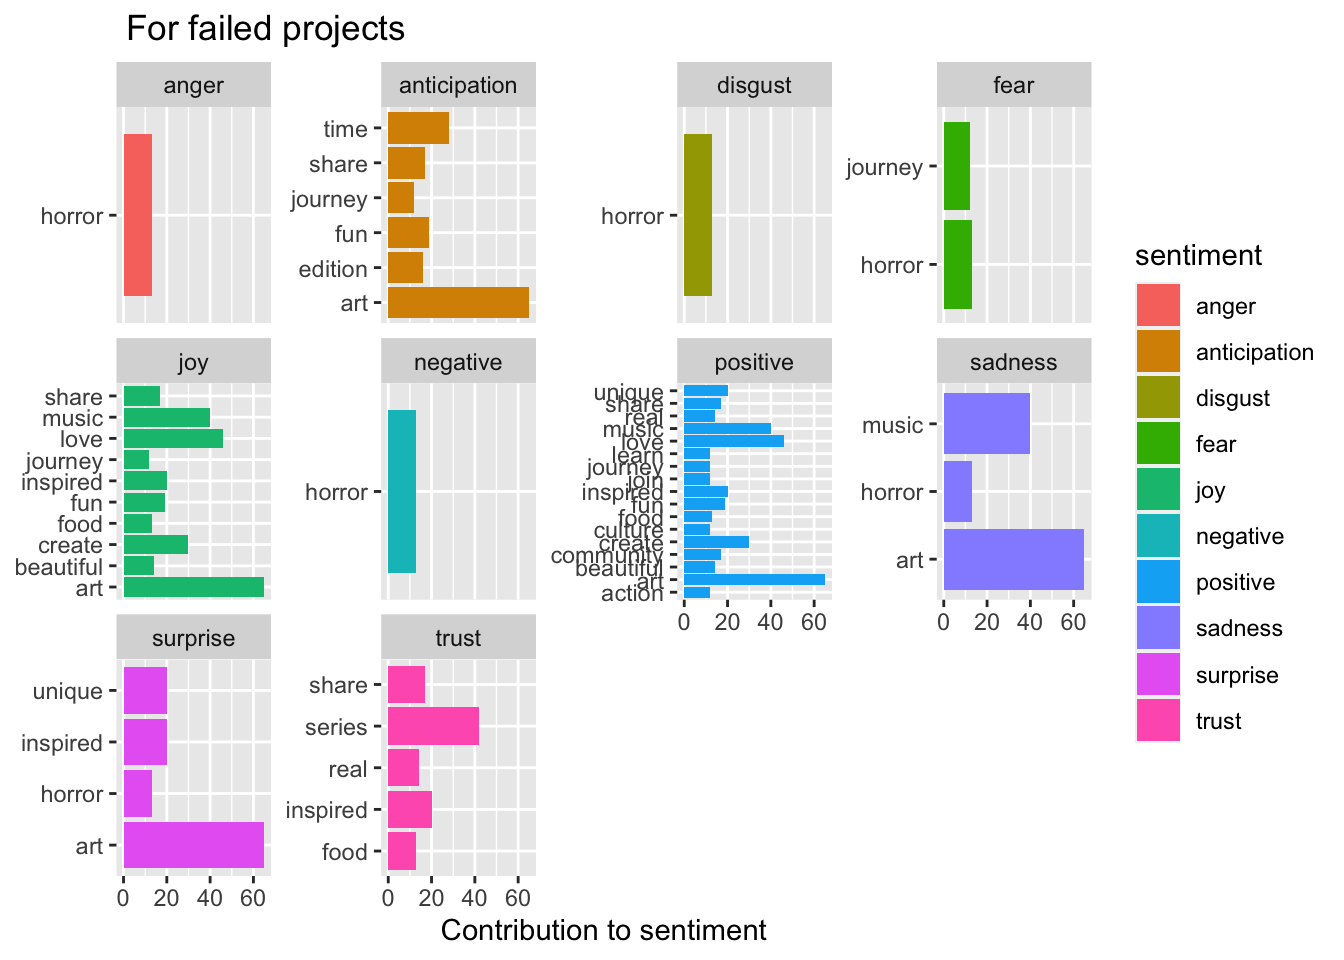 For failed projects
anger
horror
anticipation
time
share
journey
fun
edition
art
disgust
horror
fear
journey
horror
joy
share
music
love
journey
inspired
fun
food
create
beautiful
art
negative
horror
positive
unique
share
real
music
love
learn
journey
join
inspired
fun
food
culture
create
community
beautiful
art
action
0 20 40 60
sadness
music
horror
art
0 20 40 60
surprise
unique
inspired
horror
art
0 20 40 60
trust
share
series
real
inspired
food
0 20 40 60
Contribution to sentiment
sentiment
anger
anticipation
disgust
fear
joy
negative
positive
sadness
surprise
trust